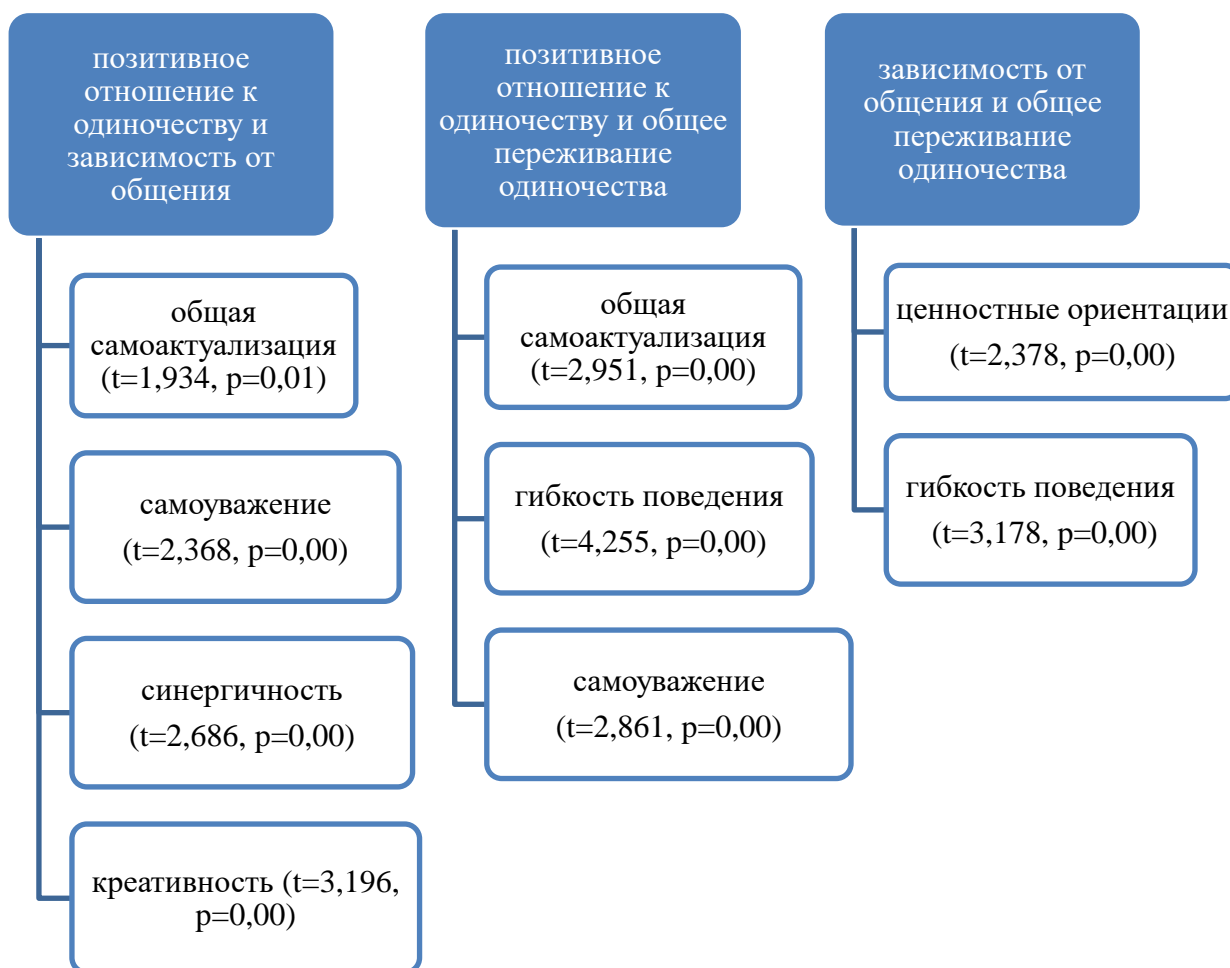 позитивное
отношение к
одиночеству и
зависимость от
общения
общая
самоактуализация
(t=1,934, p=0,01)
самоуважение
(t=2,368, p=0,00)
синергичность
(t=2,686, p=0,00)
креативность (t=3,196,
p=0,00)
позитивное
отношение к
одиночеству и общее
переживание
одиночества
общая
самоактуализация
(t=2,951, p=0,00)
гибкость поведения
(t=4,255, p=0,00)
самоуважение
(t=2,861, p=0,00)
зависимость от
общения и общее
переживание
одиночества
ценностные ориентации
(t=2,378, p=0,00)
гибкость поведения
(t=3,178, p=0,00)